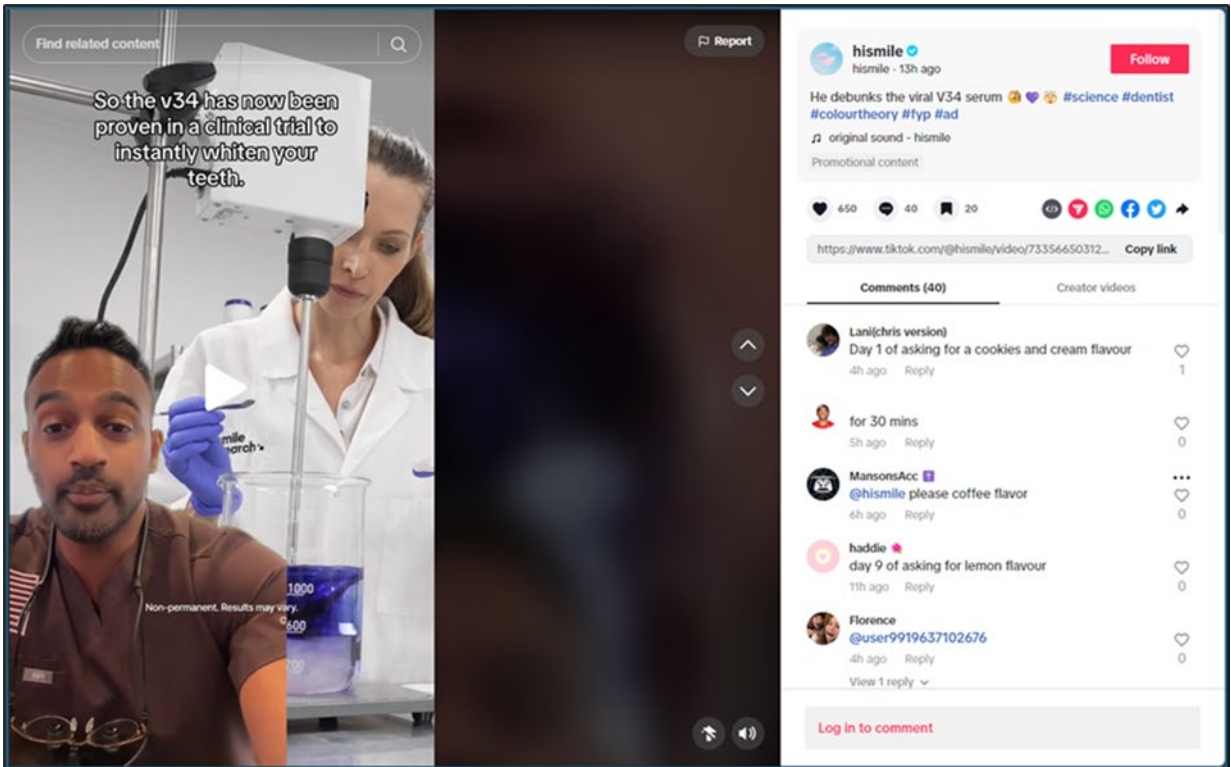 Find related content
So the v34 has now been
proven in a clinical trial to
instantly whiten your
teeth.
mile
Non-permanent. Results may vary.
1000
600
200
Report
hismile
hismile · 13h ago
Follow
He debunks the viral V34 serum 🧐 💜 🤯 #science #dentist
#colourtheory #fyp #ad
♫ original sound - hismile
Promotional content
650
40
20
https://www.tiktok.com/@hismile/video/73356650312...
Copy link
Comments (40)
Creator videos
Lani(chris version)
Day 1 of asking for a cookies and cream flavour
4h ago Reply
1
for 30 mins
5h ago Reply
0
MansonsAcc ✝️
@hismile please coffee flavor
6h ago Reply
0
haddie
day 9 of asking for lemon flavour
11h ago Reply
0
Florence
@user9919637102676
4h ago Reply
0
View 1 reply
Log in to comment